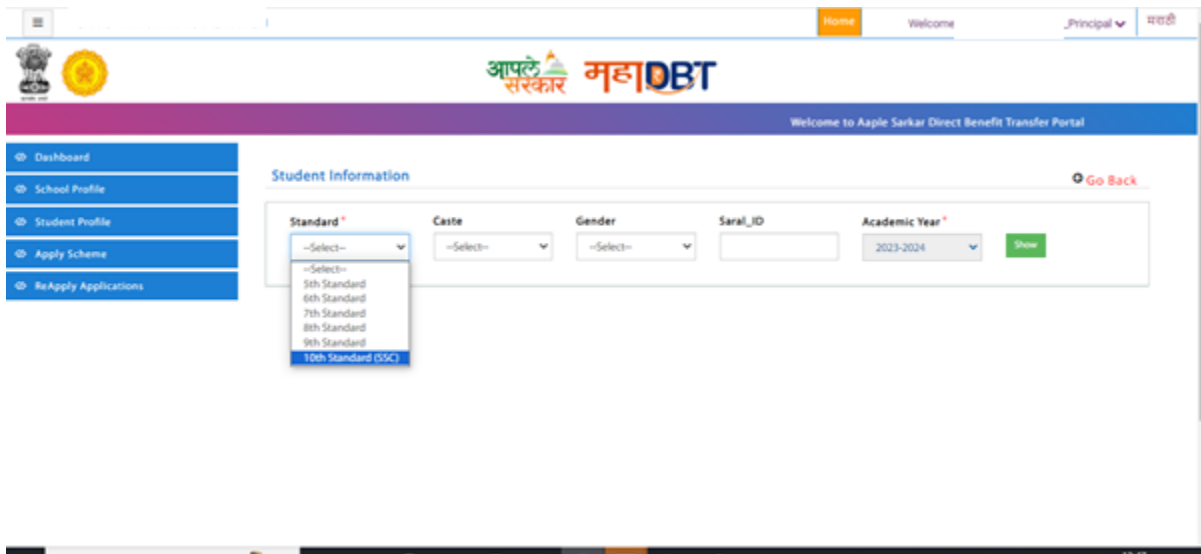 Home Welcome _Principal मराठी
आपले सरकार महाDBT
Welcome to Aaple Sarkar Direct Benefit Transfer Portal
Dashboard
School Profile
Student Profile
Apply Scheme
ReApply Applications
Student Information
Go Back
Standard * Caste Gender Saral_ID Academic Year *
--Select-- --Select-- --Select-- 2023-2024 Show
--Select--
5th Standard
6th Standard
7th Standard
8th Standard
9th Standard
10th Standard (SSC)